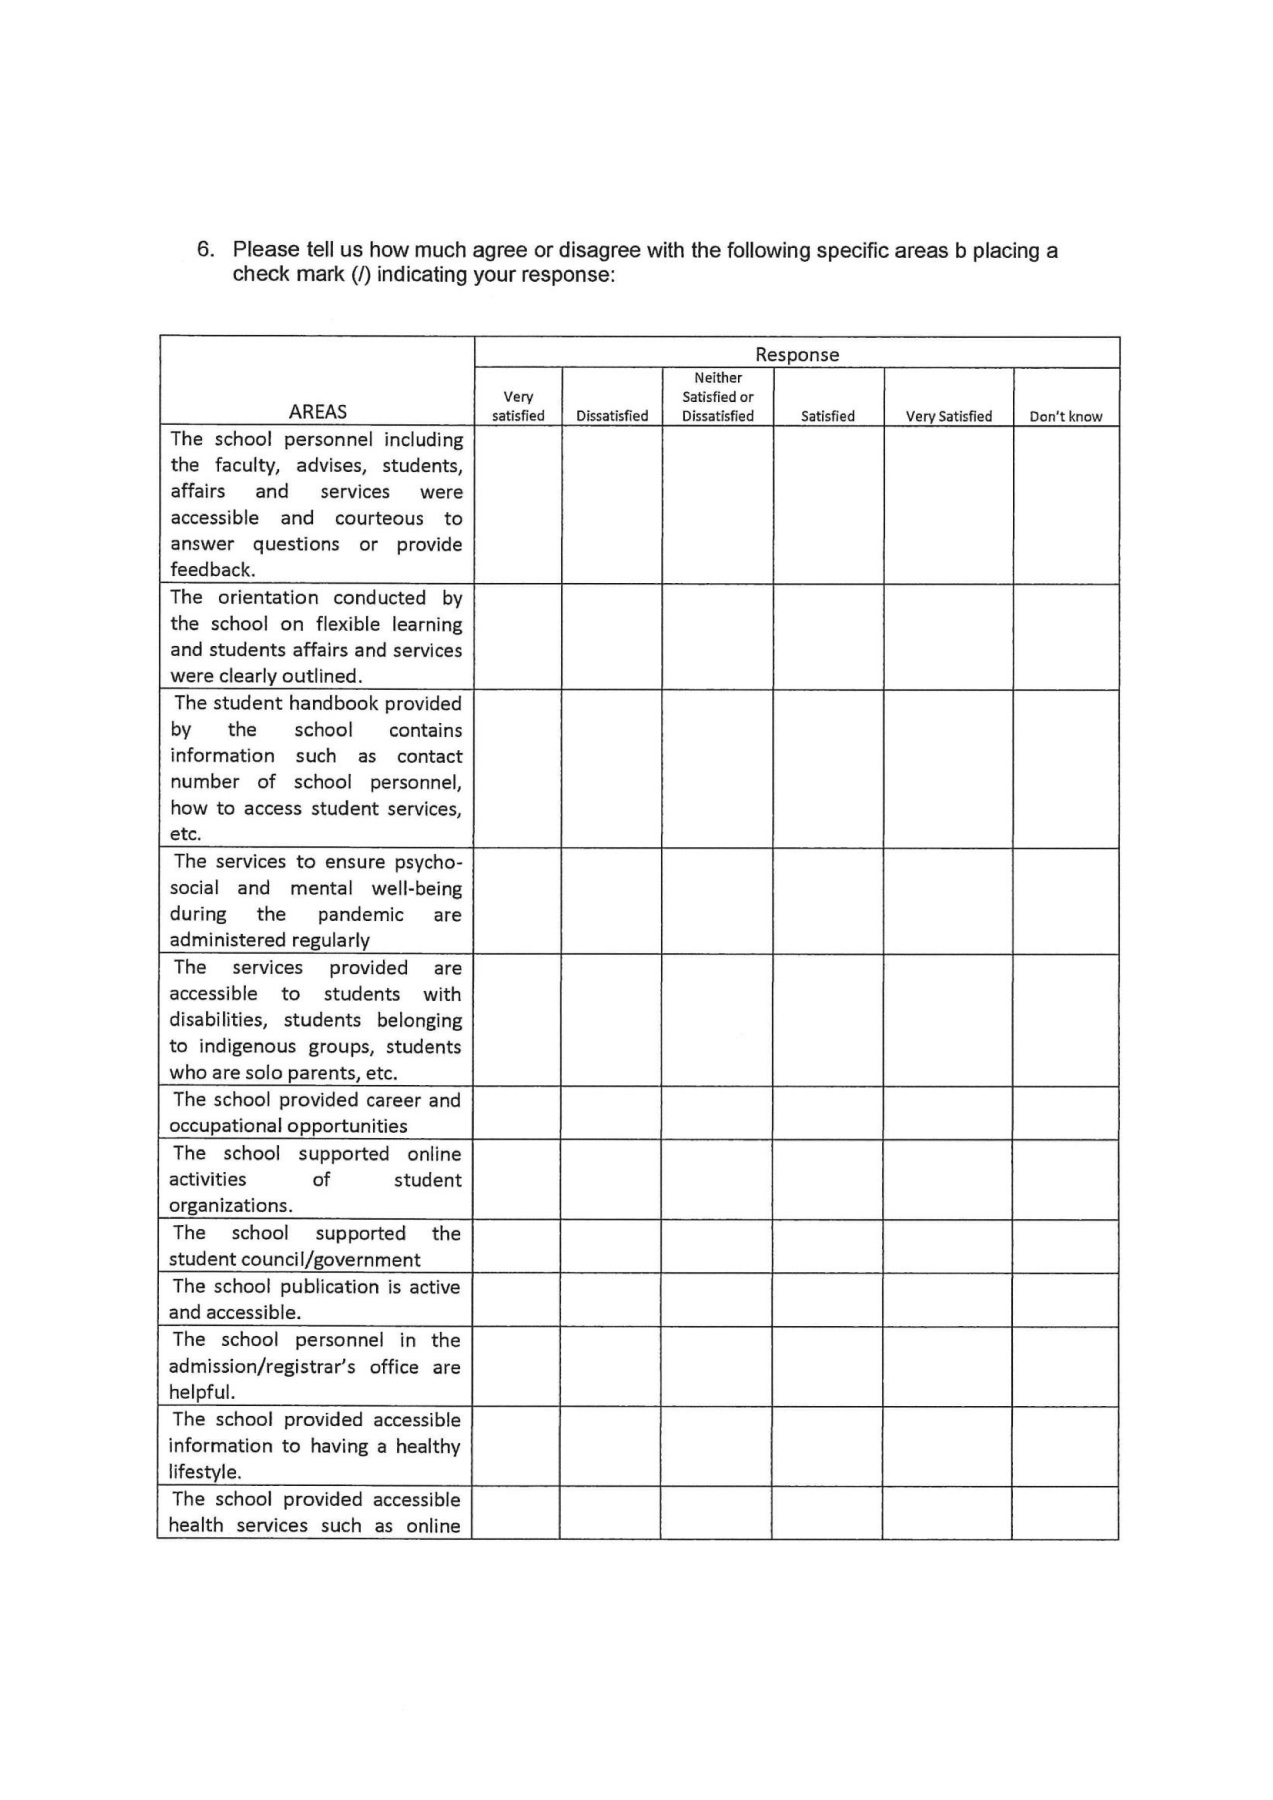 6. Please tell us how much agree or disagree with the following specific areas b placing a
check mark (/) indicating your response:
AREAS
Response
Very
satisfied
Dissatisfied
Neither
Satisfied or
Dissatisfied
Satisfied
Very Satisfied
Don't know
The school personnel including
the faculty, advises, students,
affairs and services were
accessible and courteous to
answer questions or provide
feedback.
The orientation conducted by
the school on flexible learning
and students affairs and services
were clearly outlined.
The student handbook provided
by the school contains
information such as contact
number of school personnel,
how to access student services,
etc.
The services to ensure psycho-
social and mental well-being
during the pandemic are
administered regularly
The services provided are
accessible to students with
disabilities, students belonging
to indigenous groups, students
who are solo parents, etc.
The school provided career and
occupational opportunities
The school supported online
activities of student
organizations.
The school supported the
student council/government
The school publication is active
and accessible.
The school personnel in the
admission/registrar's office are
helpful.
The school provided accessible
information to having a healthy
lifestyle.
The school provided accessible
health services such as online